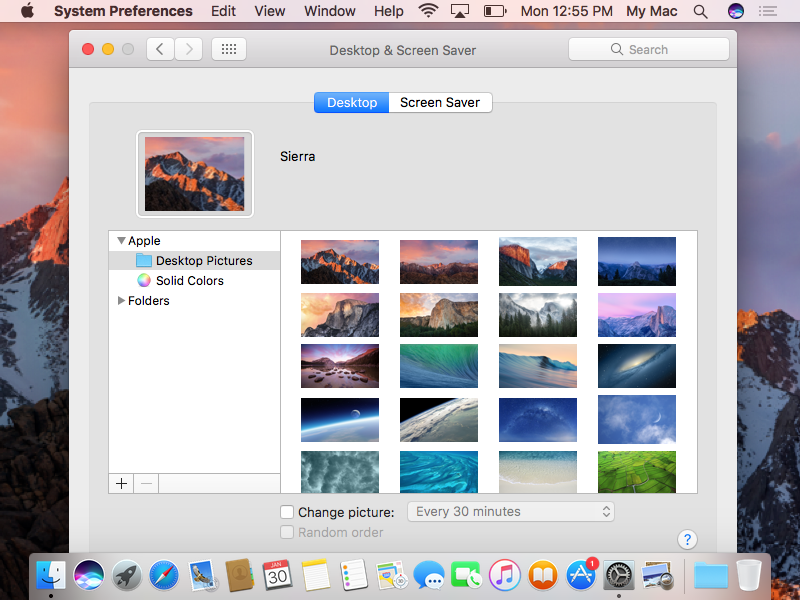 System Preferences Edit View Window Help Mon 12:55 PM My Mac
Desktop & Screen Saver Search
Desktop Screen Saver
Sierra
Apple
Desktop Pictures
Solid Colors
Folders
+ −
Change picture: Every 30 minutes
Random order
?
JAN
30
1